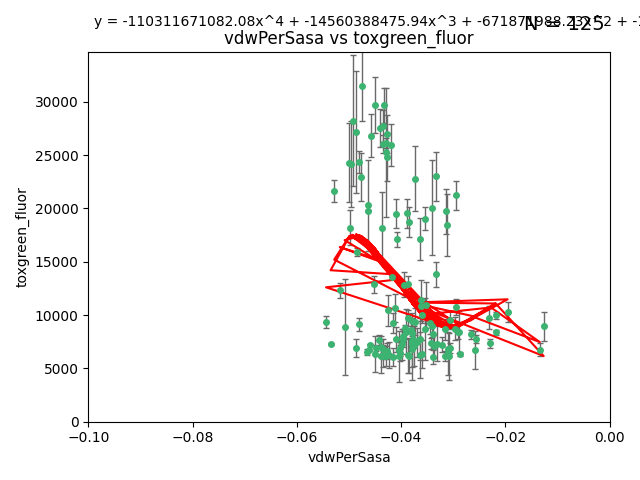 y = -110311671082.08x^4 + -14560388475.94x^3 + -671871988.23x^2 + -1
N = 125
vdwPerSasa vs toxgreen_fluor
30000
25000
20000
15000
10000
5000
0
toxgreen_fluor
−0.10 −0.08 −0.06 −0.04 −0.02 0.00
vdwPerSasa